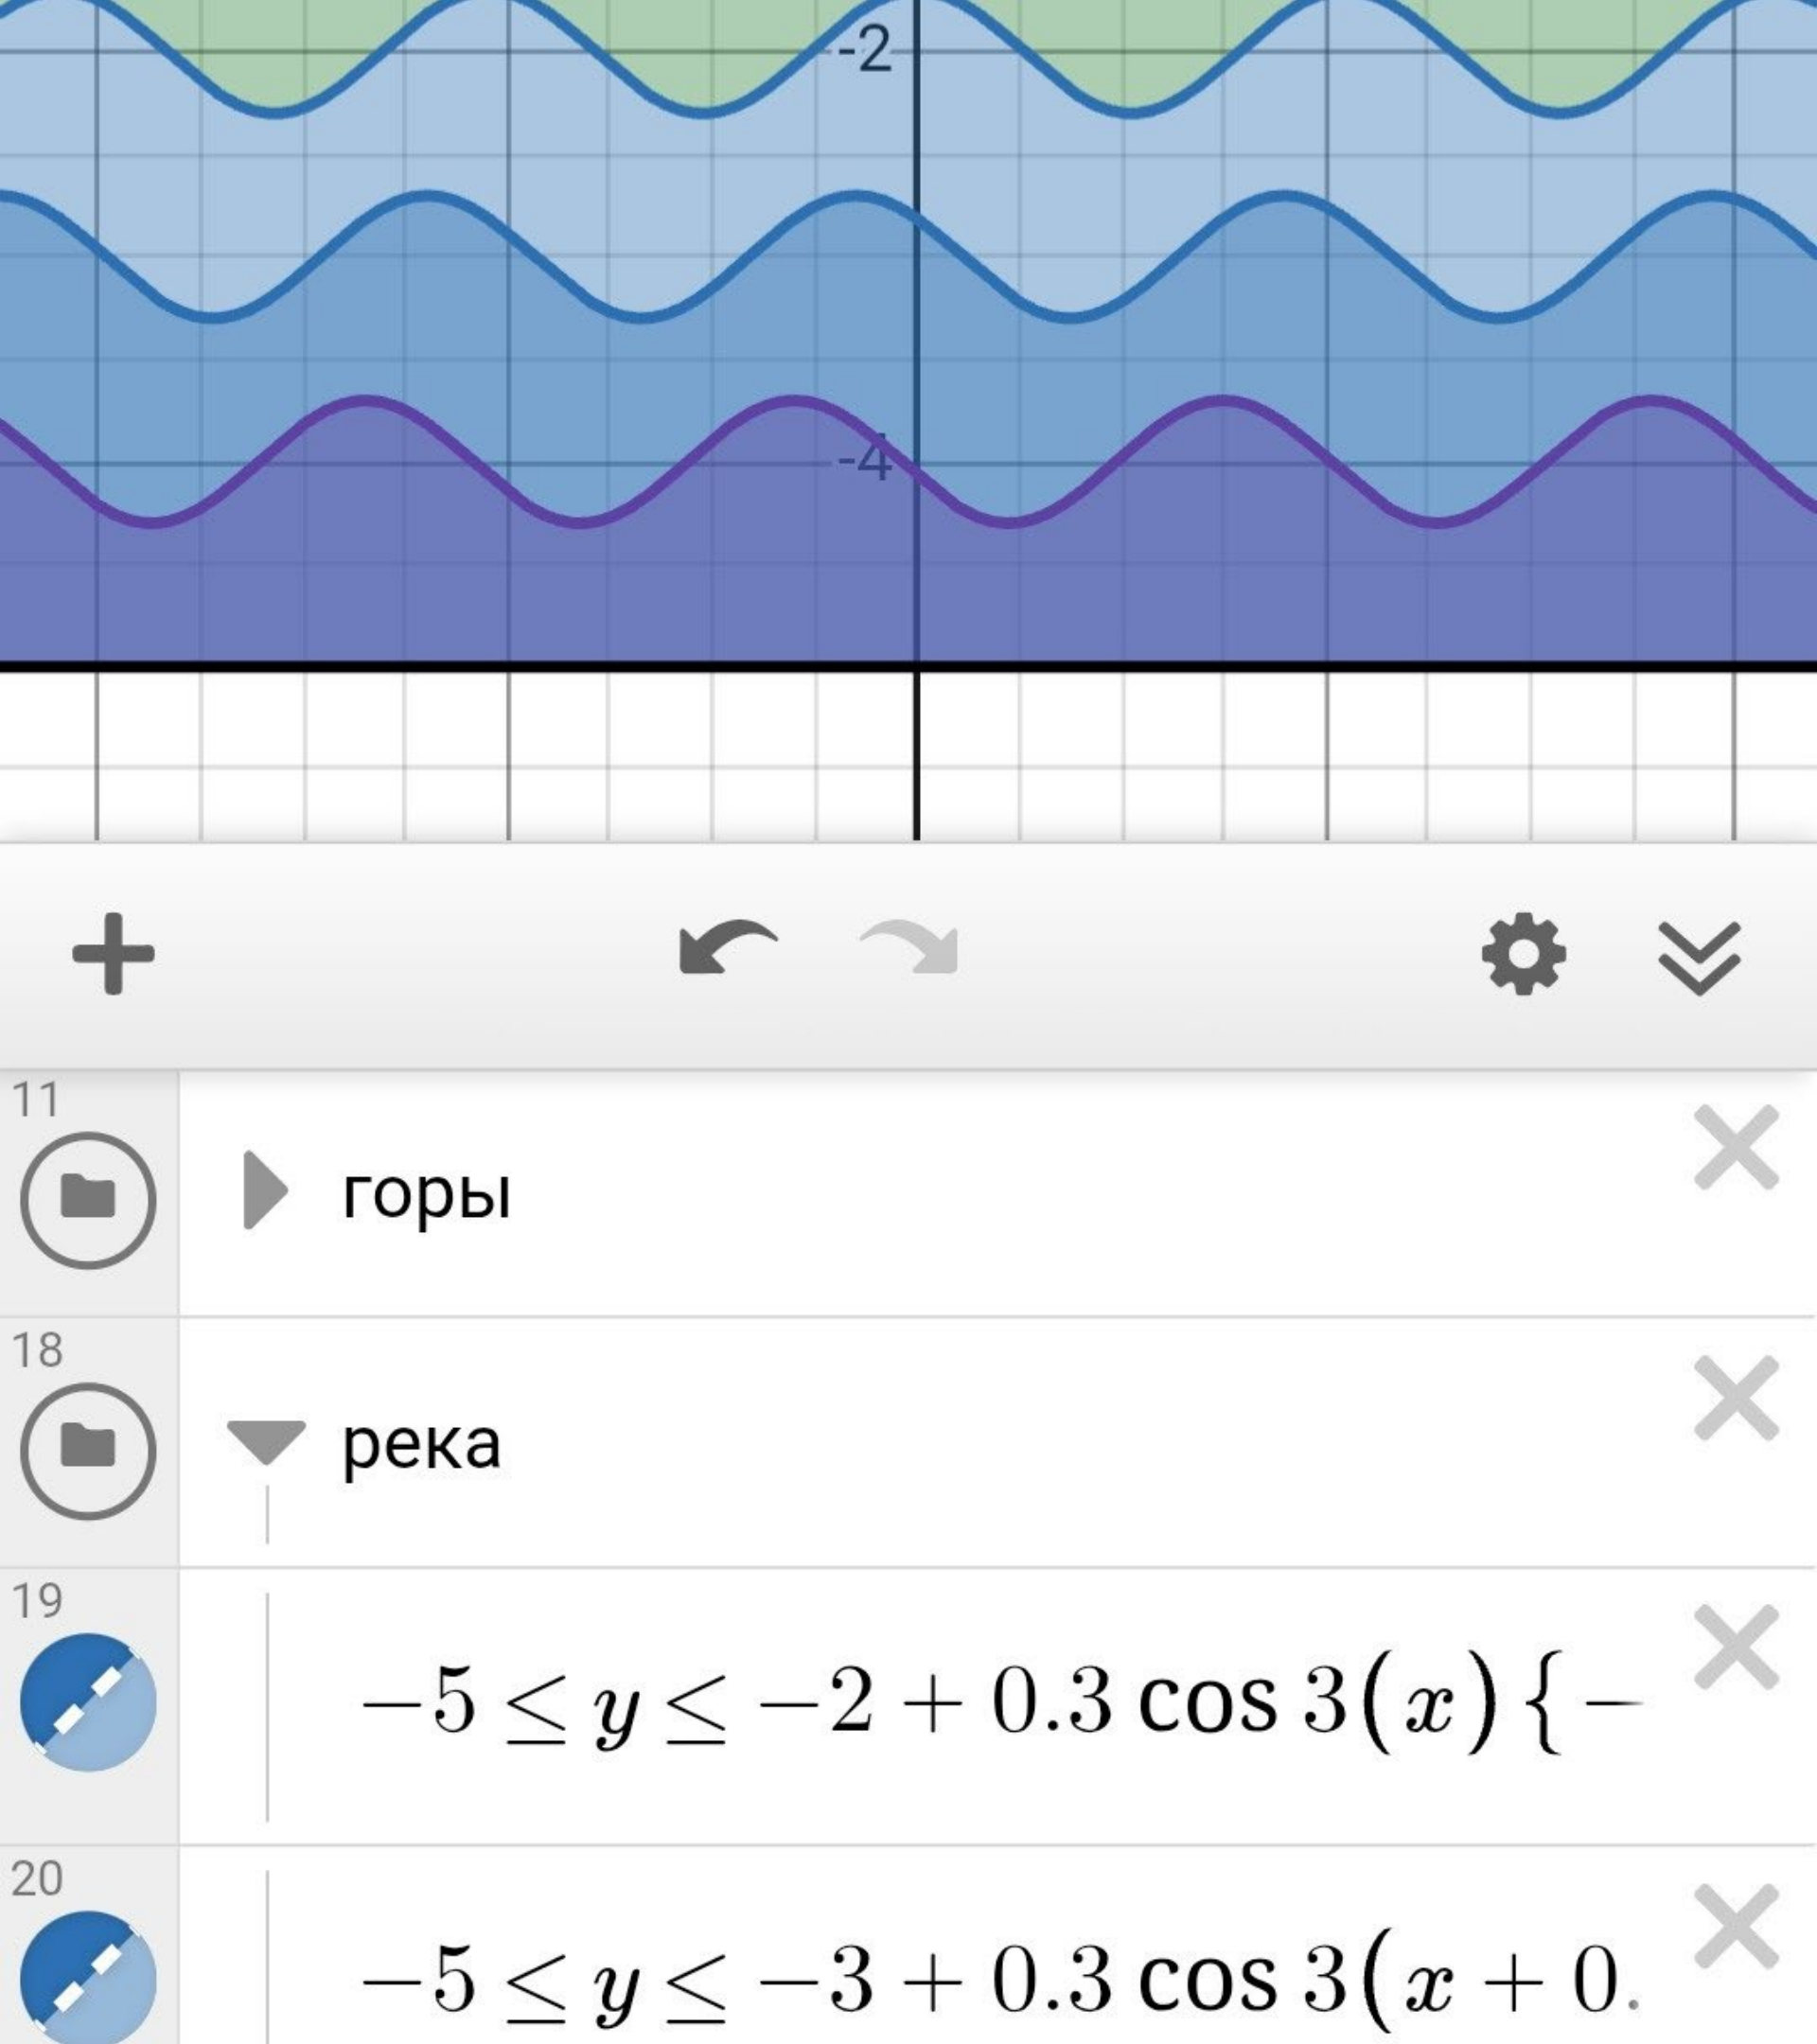 -2
-4
11
горы
18
река
19
−5 ≤ y ≤ −2 + 0.3 cos 3(x) { −
20
−5 ≤ y ≤ −3 + 0.3 cos 3(x + 0.